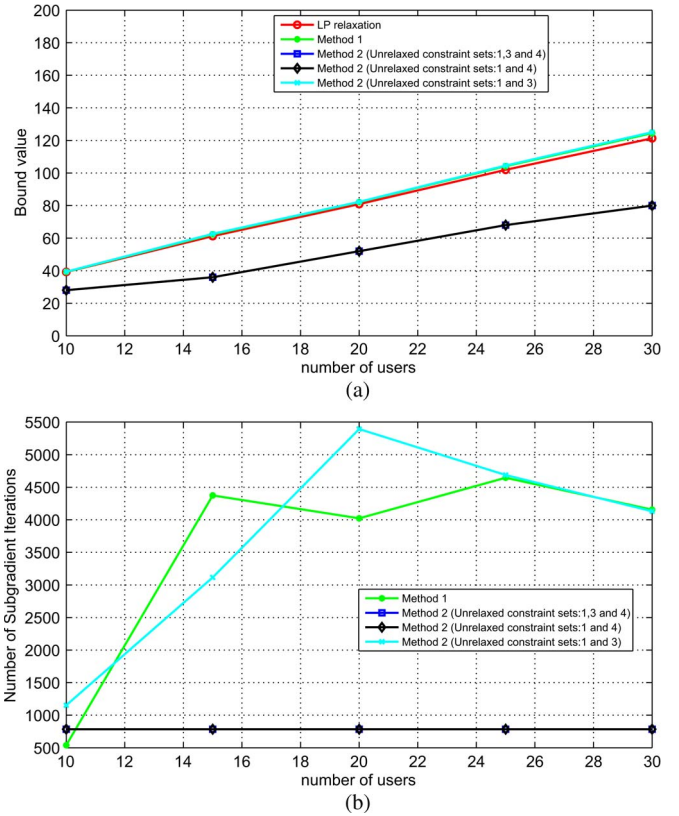 200
180
160
140
120
100
80
60
40
20
0
Bound value
LP relaxation
Method 1
Method 2 (Unrelaxed constraint sets:1,3 and 4)
Method 2 (Unrelaxed constraint sets:1 and 4)
Method 2 (Unrelaxed constraint sets:1 and 3)
10 12 14 16 18 20 22 24 26 28 30
number of users
(a)
5500
5000
4500
4000
3500
3000
2500
2000
1500
1000
500
Number of Subgradient Iterations
Method 1
Method 2 (Unrelaxed constraint sets:1,3 and 4)
Method 2 (Unrelaxed constraint sets:1 and 4)
Method 2 (Unrelaxed constraint sets:1 and 3)
10 12 14 16 18 20 22 24 26 28 30
number of users
(b)